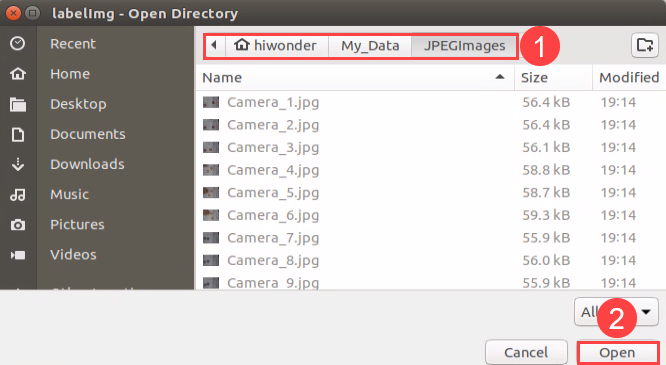 labelImg - Open Directory
Recent
Home
Desktop
Documents
Downloads
Music
Pictures
Videos
hiwonder My_Data JPEGImages 1
Name Size Modified
Camera_1.jpg 56.4 kB 19:14
Camera_2.jpg 56.4 kB 19:14
Camera_3.jpg 56.1 kB 19:14
Camera_4.jpg 58.8 kB 19:14
Camera_5.jpg 58.7 kB 19:14
Camera_6.jpg 59.3 kB 19:14
Camera_7.jpg 55.9 kB 19:14
Camera_8.jpg 56.0 kB 19:14
Camera_9.jpg 55.9 kB 19:14
All
2
Cancel Open